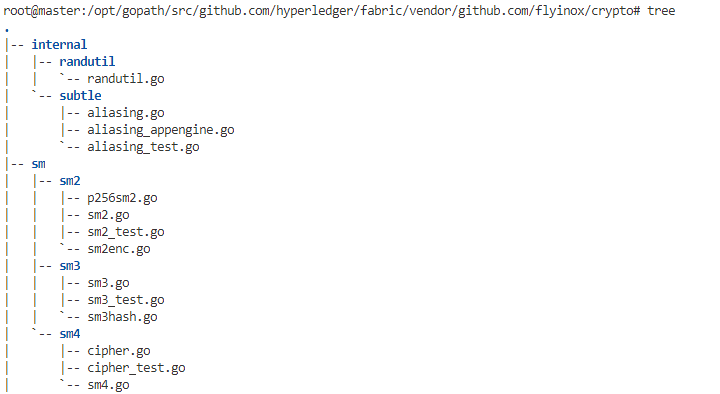 root@master:/opt/gopath/src/github.com/hyperledger/fabric/vendor/github.com/flyinox/crypto# tree
.
|-- internal
|   |-- randutil
|   |   `-- randutil.go
|   `-- subtle
|       |-- aliasing.go
|       |-- aliasing_appengine.go
|       `-- aliasing_test.go
|-- sm
|   |-- sm2
|   |   |-- p256sm2.go
|   |   |-- sm2.go
|   |   |-- sm2_test.go
|   |   `-- sm2enc.go
|   |-- sm3
|   |   |-- sm3.go
|   |   |-- sm3_test.go
|   |   `-- sm3hash.go
|   `-- sm4
|       |-- cipher.go
|       |-- cipher_test.go
|       `-- sm4.go